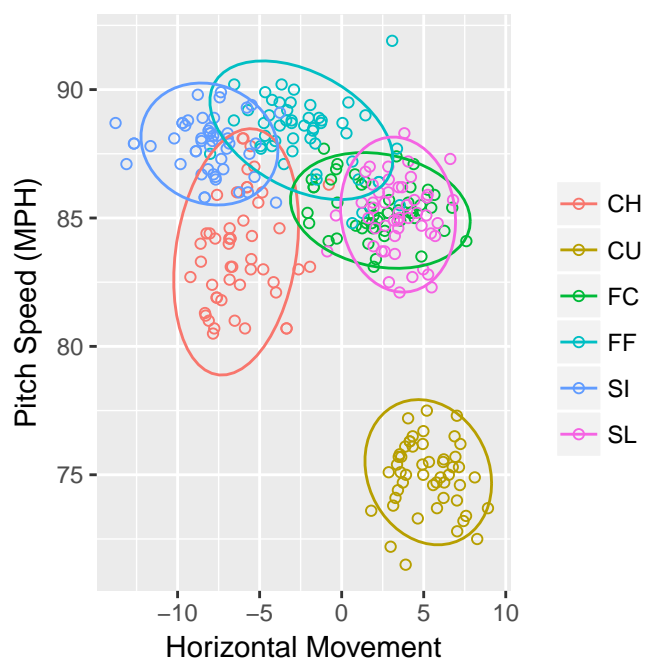 90
85
80
75
−10
−5
0
5
10
Horizontal Movement
Pitch Speed (MPH)
CH
CU
FC
FF
SI
SL